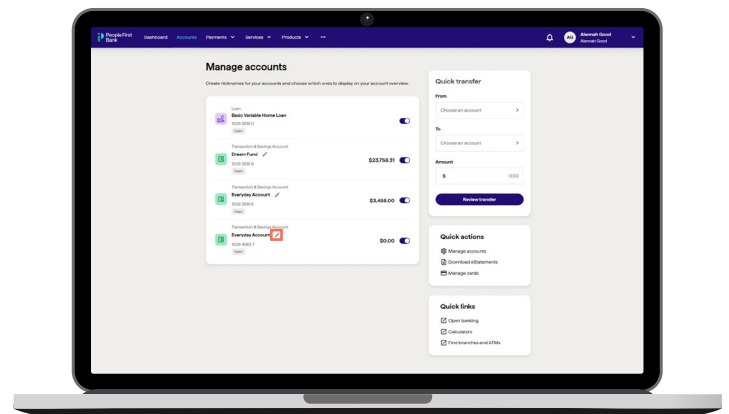 People First
Bank
Dashboard Accounts Payments Services Products
AG
Alannah Good
Alannah Good
Manage accounts
Create nicknames for your accounts and choose which ones to display on your account overview.
Loan
Basic Variable Home Loan
Open
Transaction & Savings Account
Dream Fund
$23,758.31
Open
Transaction & Savings Account
Everyday Account
$3,458.00
Open
Transaction & Savings Account
Everyday Account
$0.00
Open
Quick transfer
From
Choose an account
To
Choose an account
Amount
$ 0.00
Review transfer
Quick actions
Manage accounts
Download eStatements
Manage cards
Quick links
Open banking
Calculators
Find branches and ATMs